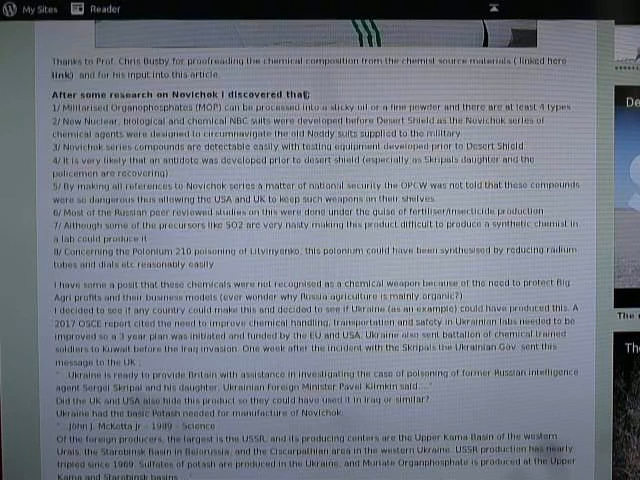 My Sites Reader
Thanks to Prof. Chris Busby for proofreading the chemical composition from the chemist source materials ( linked here
link) and for his input into this article.
After some research on Novichok I discovered that;
1/ Militarised Organophosphates (MOP) can be processed into a sticky oil or a fine powder and there are at least 4 types
2/ New Nuclear, biological and chemical NBC suits were developed before Desert Shield as the Novichok series of
chemical agents were designed to circumnavigate the old Noddy suits supplied to the military
3/ Novichok series compounds are detectable easily with testing equipment developed prior to Desert Shield
4/ It is very likely that an antidote was developed prior to desert shield (especially as Skripals daughter and the
policemen are recovering)
5/ By making all references to Novichok series a matter of national security the OPCW was not told that these compounds
were so dangerous thus allowing the USA and UK to keep such weapons on their shelves
6/ Most of the Russian peer reviewed studies on this were done under the guise of fertiliser/insecticide production
7/ Although some of the precursors like SO2 are very nasty making this product difficult to produce a synthetic chemist in
a lab could produce it
8/ Concerning the Polonium 210 poisoning of Litvinyenko, this polonium could have been synthesised by reducing radium
tubes and dials etc reasonably easily
I have some a posit that these chemicals were not recognised as a chemical weapon because of the need to protect Big
Agri profits and their business models (ever wonder why Russia agriculture is mainly organic?)
I decided to see if any country could make this and decided to see if Ukraine (as an example) could have produced this. A
2017 OSCE report cited the need to improve chemical handling, transportation and safety in Ukrainian labs needed to be
improved so a 3 year plan was initiated and funded by the EU and USA. Ukraine also sent battalion of chemical trained
soldiers to Kuwait before the Iraq invasion. One week after the incident with the Skripals the Ukrainian Gov. sent this
message to the UK ;
"...Ukraine is ready to provide Britain with assistance in investigating the case of poisoning of former Russian intelligence
agent Sergei Skripal and his daughter, Ukrainian Foreign Minister Pavel Klimkin said...."
Did the UK and USA also hide this product so they could have used it in Iraq or similar?
Ukraine had the basic Potash needed for manufacture of Novichok.
"...John J. McKetta Jr - 1989 - Science
Of the foreign producers, the largest is the USSR, and its producing centers are the Upper Kama Basin of the western
Urals, the Starobinsk Basin in Belorussia, and the Ciscarpathian area in the western Ukraine. USSR production has nearly
tripled since 1969. Sulfates of potash are produced in the Ukraine, and Muriate Organphosphate is produced at the Upper
Kama and Starobinsk basins
De
The
The